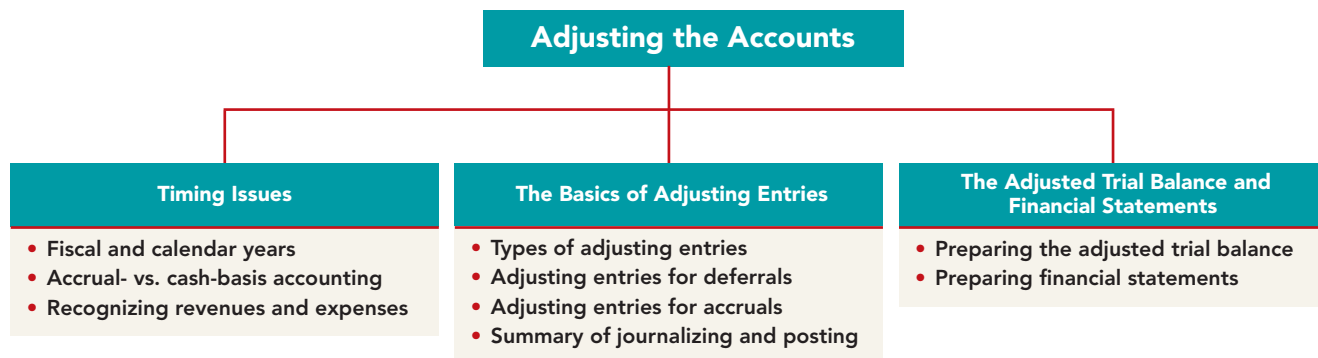 Adjusting the Accounts
Timing Issues
• Fiscal and calendar years
• Accrual- vs. cash-basis accounting
• Recognizing revenues and expenses
The Basics of Adjusting Entries
• Types of adjusting entries
• Adjusting entries for deferrals
• Adjusting entries for accruals
• Summary of journalizing and posting
The Adjusted Trial Balance and
Financial Statements
• Preparing the adjusted trial balance
• Preparing financial statements